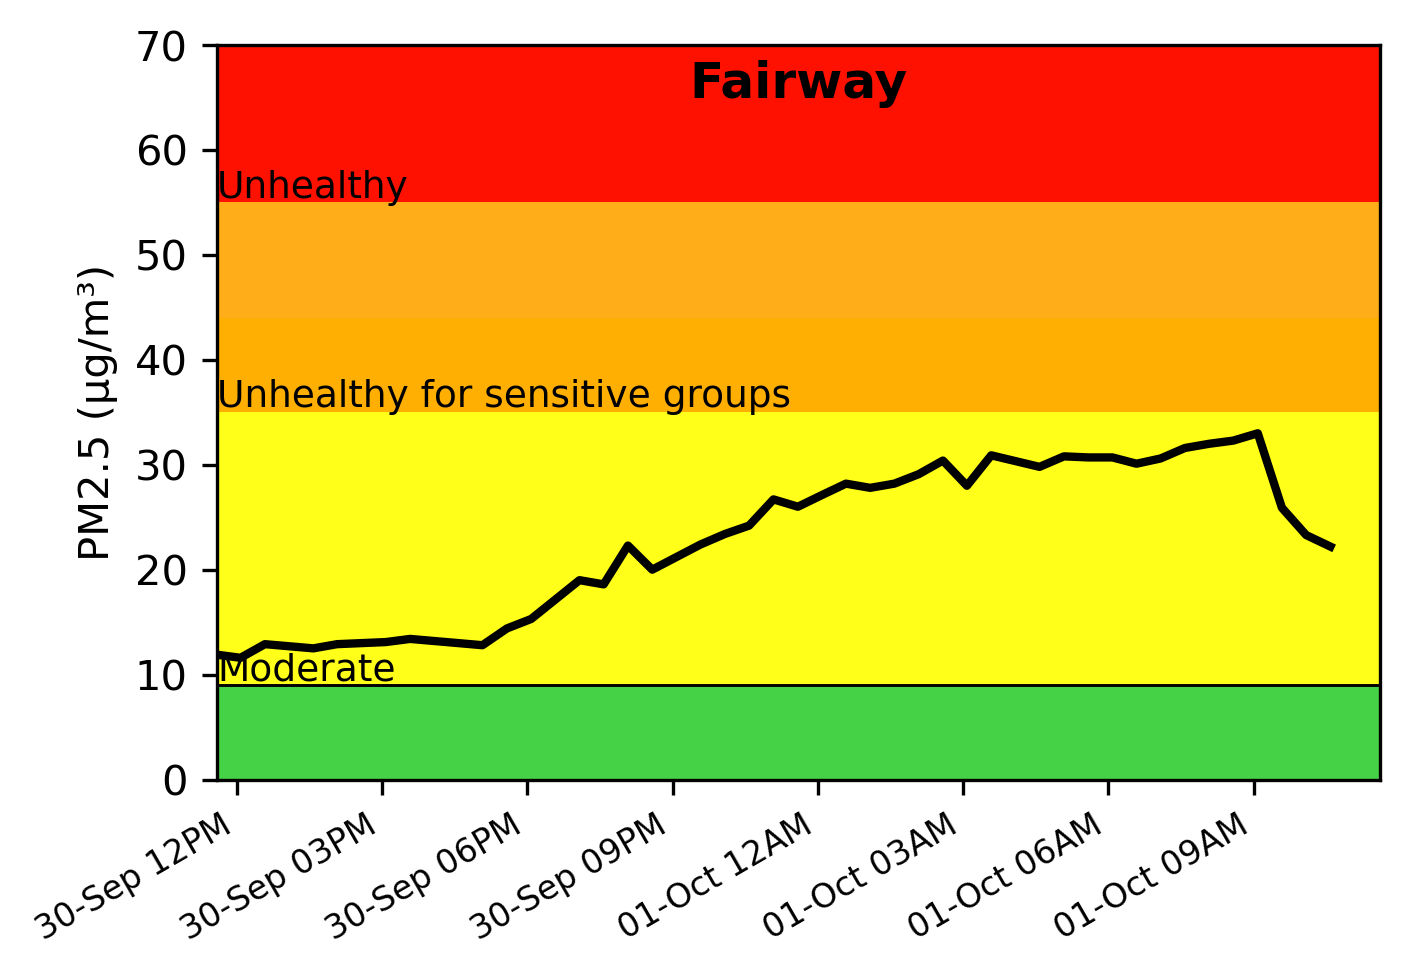 Fairway
70
60
50
40
30
20
10
0
PM2.5 (µg/m³)
Unhealthy
Unhealthy for sensitive groups
Moderate
30-Sep 12PM
30-Sep 03PM
30-Sep 06PM
30-Sep 09PM
01-Oct 12AM
01-Oct 03AM
01-Oct 06AM
01-Oct 09AM